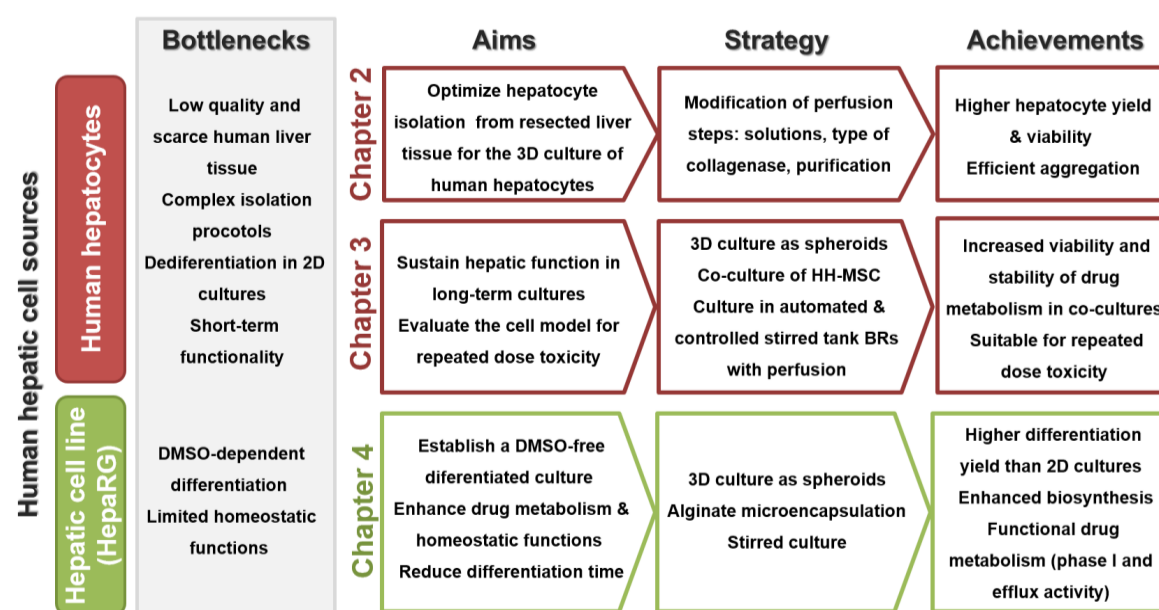 Bottlenecks
Aims
Strategy
Achievements
Human hepatic cell sources
Human hepatocytes
Low quality and
scarce human liver
tissue
Complex isolation
procotols
Dediferentiation in 2D
cultures
Short-term
functionality
Chapter 2
Optimize hepatocyte
isolation from resected liver
tissue for the 3D culture of
human hepatocytes
Modification of perfusion
steps: solutions, type of
collagenase, purification
Higher hepatocyte yield
& viability
Efficient aggregation
Chapter 3
Sustain hepatic function in
long-term cultures
Evaluate the cell model for
repeated dose toxicity
3D culture as spheroids
Co-culture of HH-MSC
Culture in automated &
controlled stirred tank BRs
with perfusion
Increased viability and
stability of drug
metabolism in co-cultures
Suitable for repeated
dose toxicity
Hepatic cell line
(HepaRG)
DMSO-dependent
differentiation
Limited homeostatic
functions
Chapter 4
Establish a DMSO-free
diferentiated culture
Enhance drug metabolism &
homeostatic functions
Reduce differentiation time
3D culture as spheroids
Alginate microencapsulation
Stirred culture
Higher differentiation
yield than 2D cultures
Enhanced biosynthesis
Functional drug
metabolism (phase I and
efflux activity)